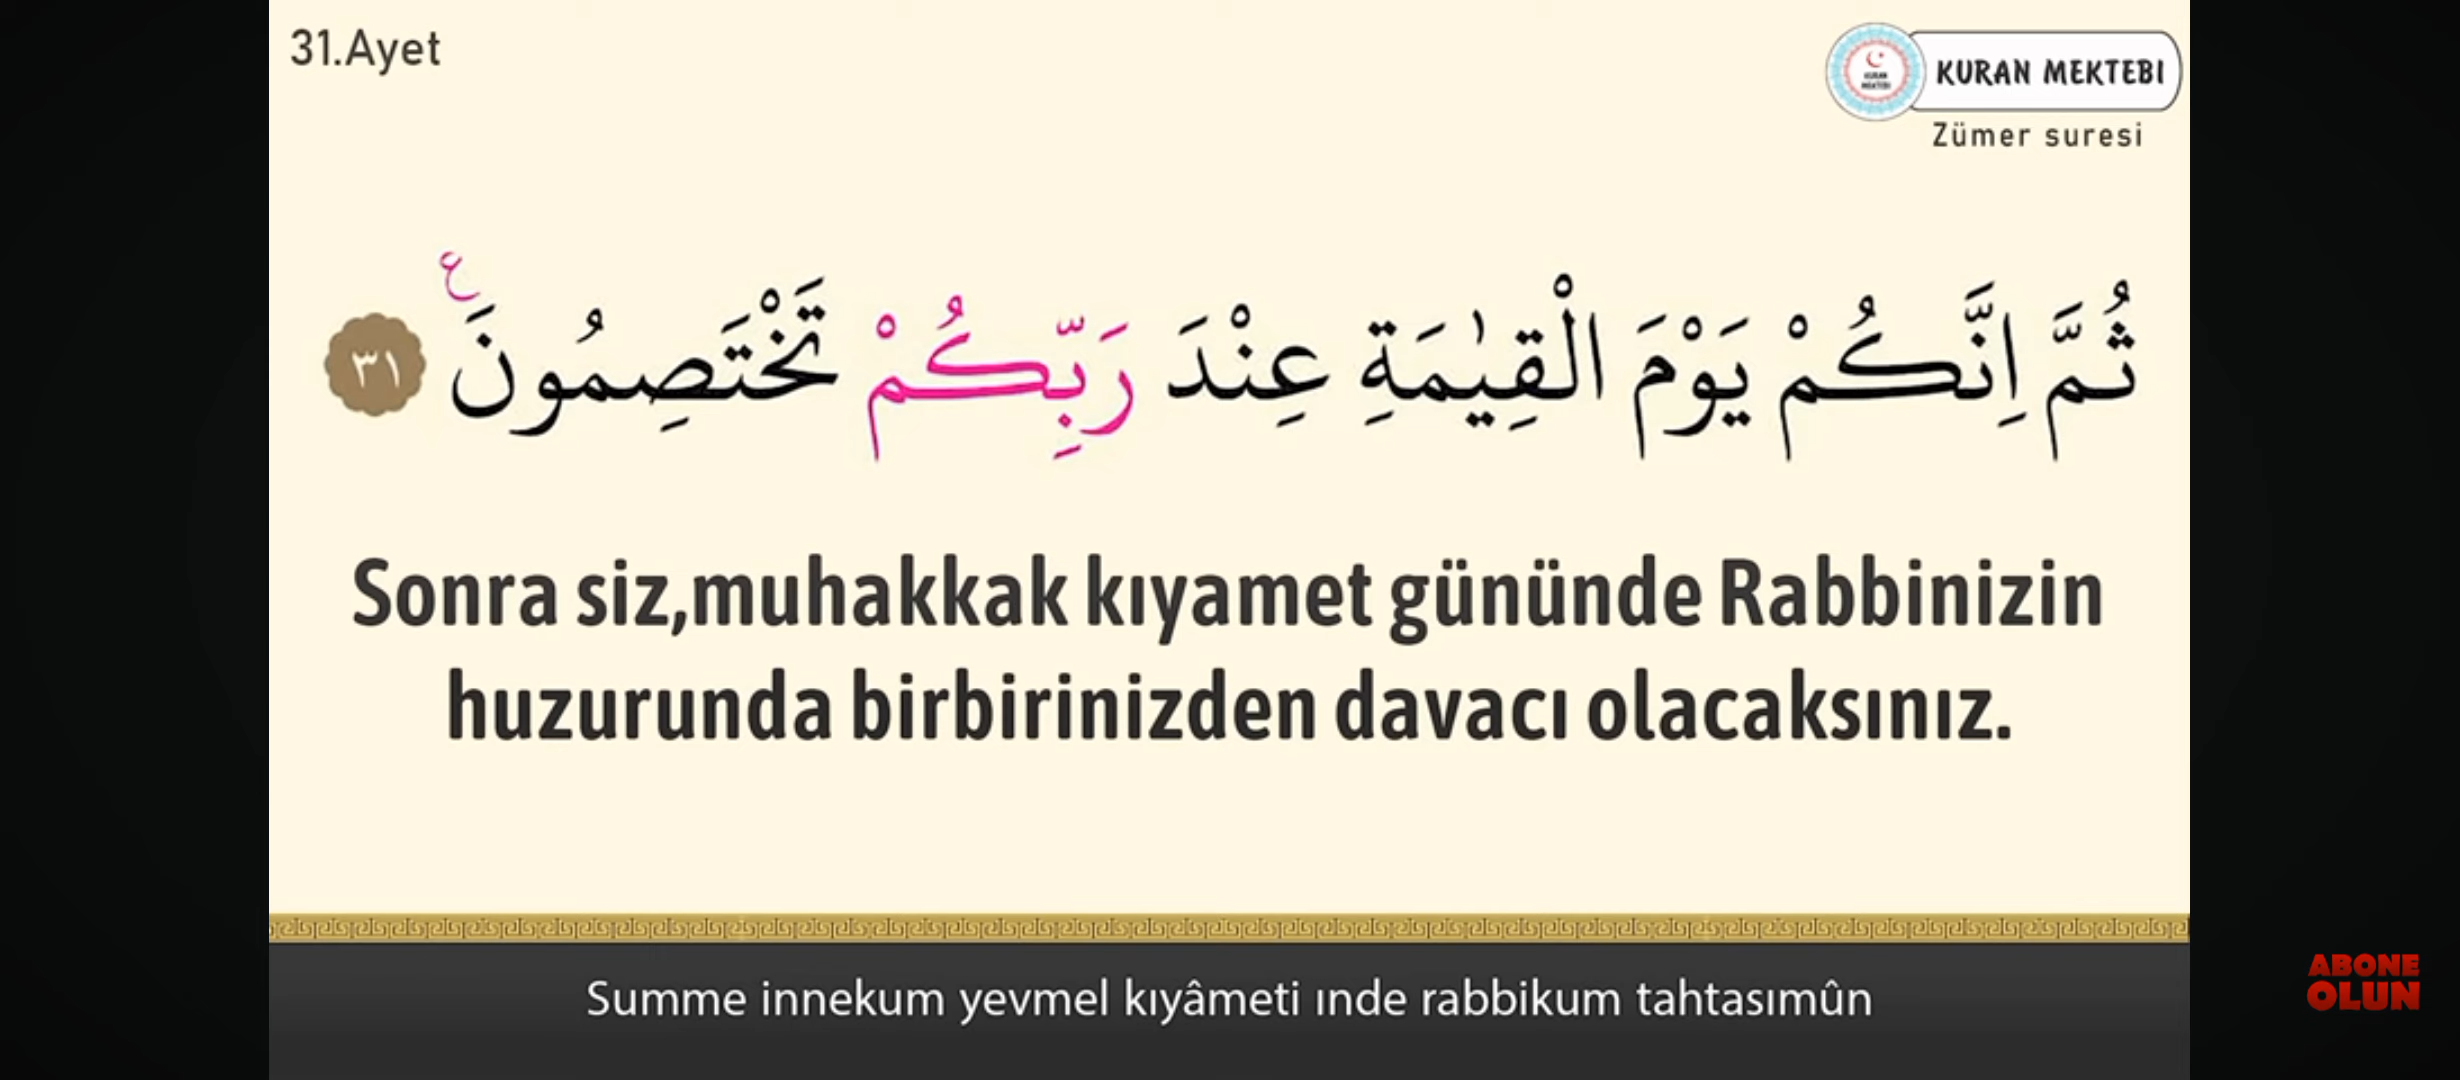 31.Ayet
KURAN MEKTEBI
Zümer suresi
ثُمَّ اِنَّكُمْ يَوْمَ الْقِيٰمَةِ عِنْدَ رَبِّكُمْ تَخْتَصِمُونَ ع ٣١
Sonra siz,muhakkak kıyamet gününde Rabbinizin
huzurunda birbirinizden davacı olacaksınız.
Summe innekum yevmel kıyâmeti ınde rabbikum tahtasımûn
ABONE
OLUN